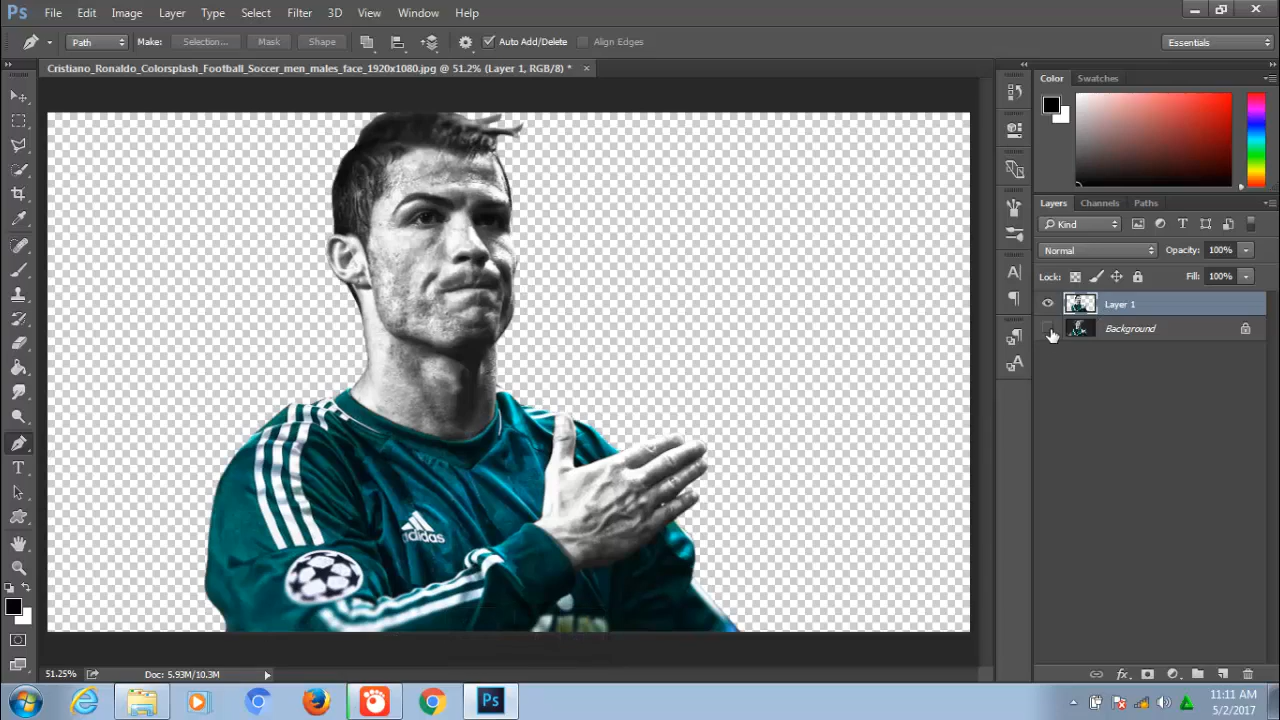 Ps File Edit Image Layer Type Select Filter 3D View Window Help
Path Make: Selection... Mask Shape Auto Add/Delete Align Edges Essentials
Cristiano_Ronaldo_Colorsplash_Football_Soccer_men_males_face_1920x1080.jpg @ 51.2% (Layer 1, RGB/8) * ×
Color Swatches
Layers Channels Paths
Kind
Normal Opacity: 100%
Lock: Fill: 100%
Layer 1
Background
adidas
51.25% Doc: 5.93M/10.3M
Ps
11:11 AM
5/2/2017